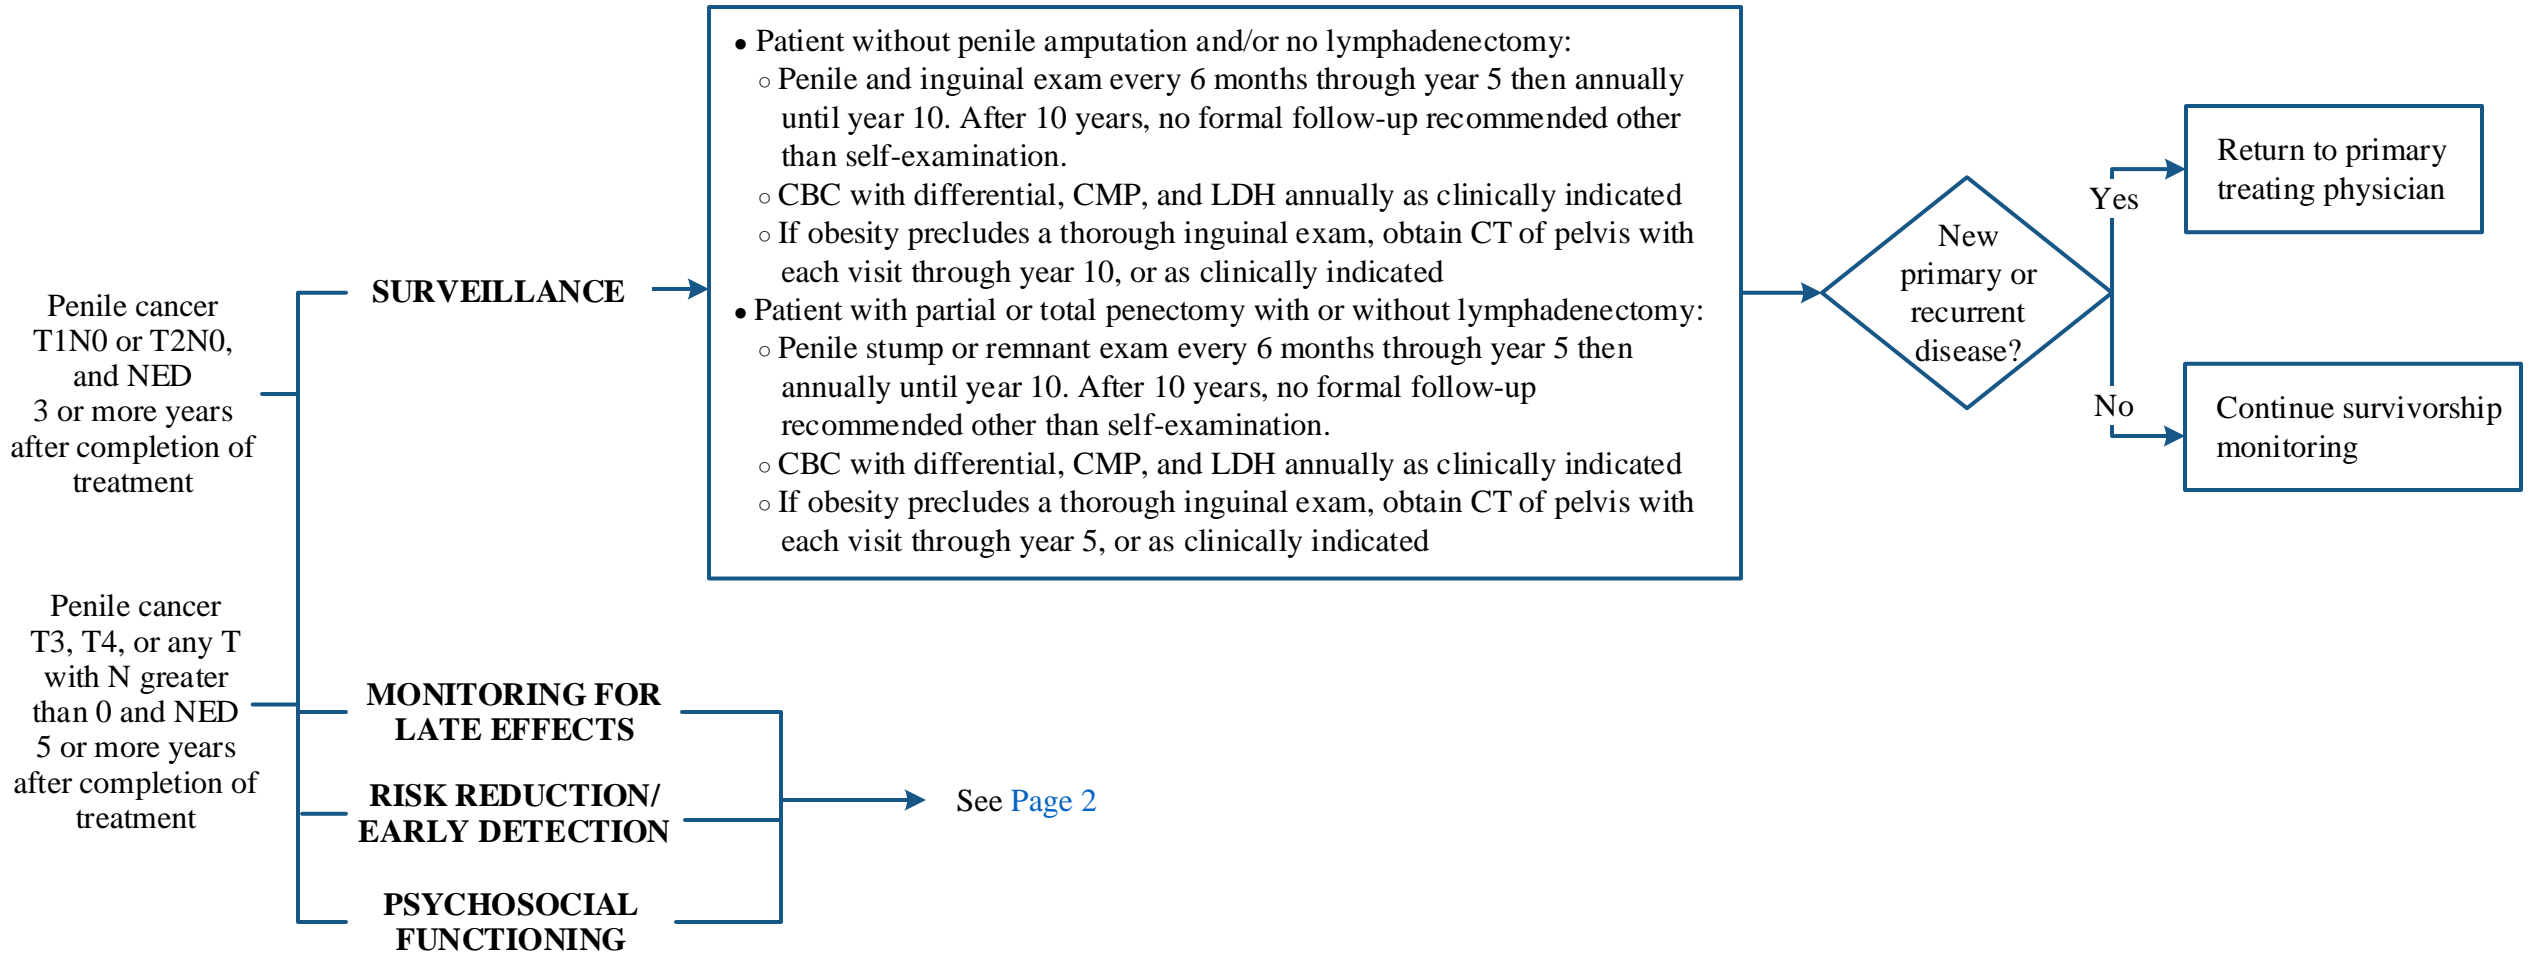 Penile cancer
T1N0 or T2N0,
and NED
3 or more years
after completion of
treatment
Penile cancer
T3, T4, or any T
with N greater
than 0 and NED
5 or more years
after completion of
treatment
SURVEILLANCE
• Patient without penile amputation and/or no lymphadenectomy:
○ Penile and inguinal exam every 6 months through year 5 then annually
until year 10. After 10 years, no formal follow-up recommended other
than self-examination.
○ CBC with differential, CMP, and LDH annually as clinically indicated
○ If obesity precludes a thorough inguinal exam, obtain CT of pelvis with
each visit through year 10, or as clinically indicated
• Patient with partial or total penectomy with or without lymphadenectomy:
○ Penile stump or remnant exam every 6 months through year 5 then
annually until year 10. After 10 years, no formal follow-up
recommended other than self-examination.
○ CBC with differential, CMP, and LDH annually as clinically indicated
○ If obesity precludes a thorough inguinal exam, obtain CT of pelvis with
each visit through year 5, or as clinically indicated
New
primary or
recurrent
disease?
Yes
Return to primary
treating physician
No
Continue survivorship
monitoring
MONITORING FOR
LATE EFFECTS
RISK REDUCTION/
EARLY DETECTION
PSYCHOSOCIAL
FUNCTIONING
See Page 2